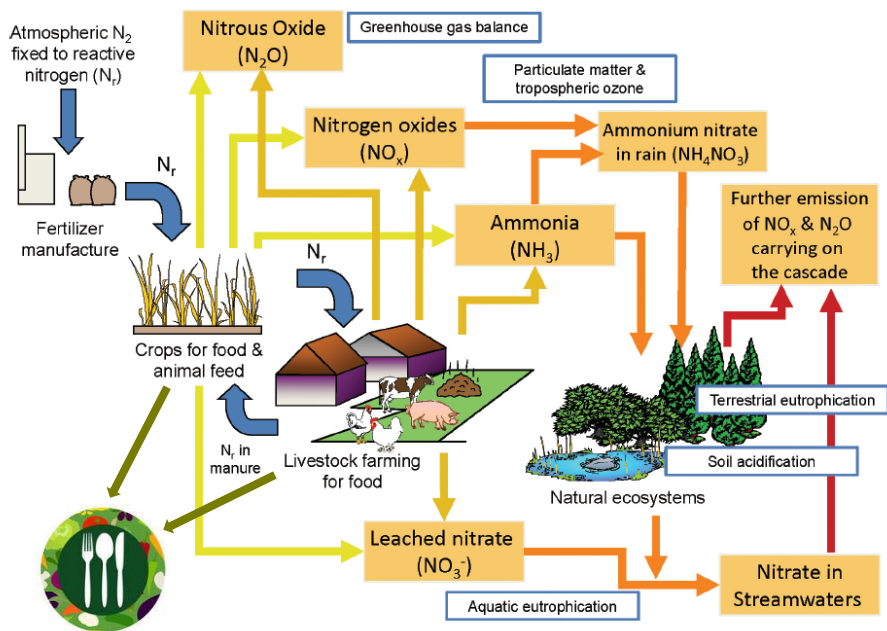 Atmospheric N₂
fixed to reactive
nitrogen (Nᵣ)
Nitrous Oxide
(N₂O)
Greenhouse gas balance
Particulate matter &
tropospheric ozone
Nitrogen oxides
(NOₓ)
Ammonium nitrate
in rain (NH₄NO₃)
Nᵣ
Fertilizer
manufacture
Ammonia
(NH₃)
Further emission
of NOₓ & N₂O
carrying on
the cascade
Nᵣ
Crops for food &
animal feed
Terrestrial eutrophication
Nᵣ in
manure
Livestock farming
for food
Soil acidification
Natural ecosystems
Leached nitrate
(NO₃⁻)
Aquatic eutrophication
Nitrate in
Streamwaters